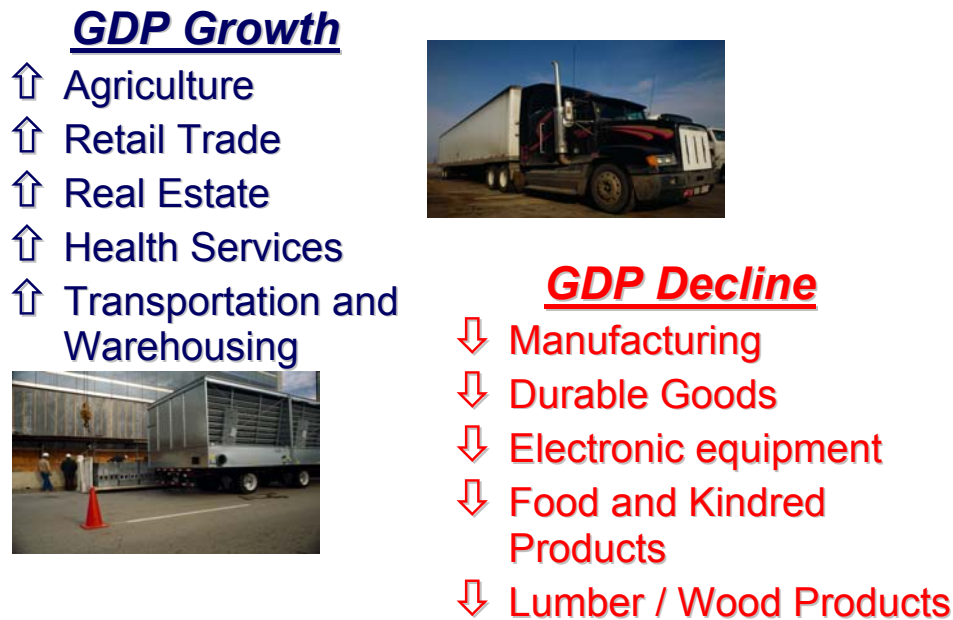 GDP Growth
⇧ Agriculture
⇧ Retail Trade
⇧ Real Estate
⇧ Health Services
⇧ Transportation and
Warehousing
GDP Decline
⇩ Manufacturing
⇩ Durable Goods
⇩ Electronic equipment
⇩ Food and Kindred
Products
⇩ Lumber / Wood Products